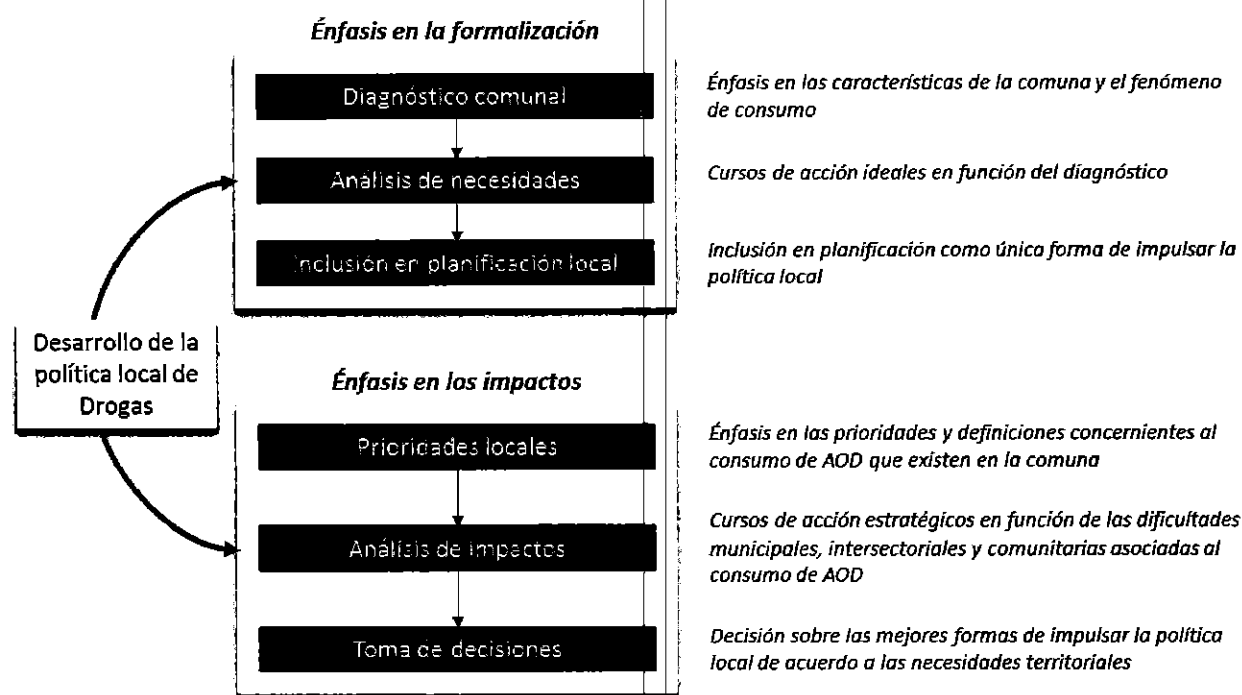 Énfasis en la formalización
Diagnóstico comunal
Énfasis en las características de la comuna y el fenómeno
de consumo
Análisis de necesidades
Cursos de acción ideales en función del diagnóstico
Inclusión en planificación local
Inclusión en planificación como única forma de impulsar la
política local
Desarrollo de la
política local de
Drogas
Énfasis en los impactos
Prioridades locales
Énfasis en las prioridades y definiciones concernientes al
consumo de AOD que existen en la comuna
Análisis de impactos
Cursos de acción estratégicos en función de las dificultades
municipales, intersectoriales y comunitarias asociadas al
consumo de AOD
Toma de decisiones
Decisión sobre las mejores formas de impulsar la política
local de acuerdo a las necesidades territoriales